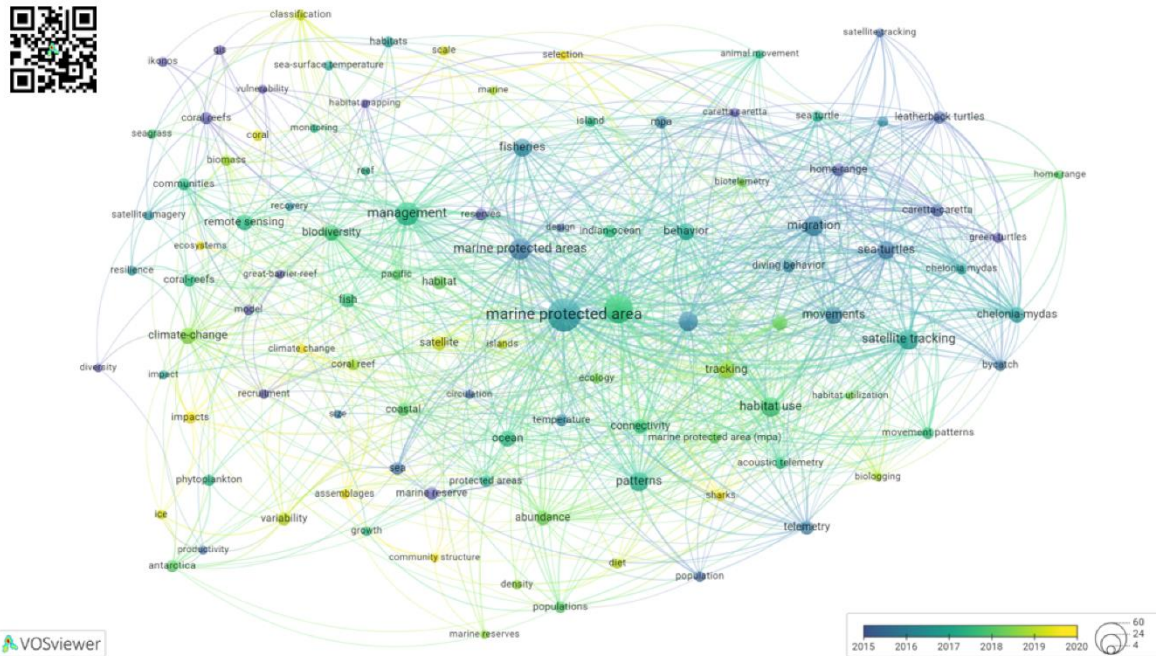 classification
satellite-tracking
habitats
scale
selection
animal movement
gis
ikonos
sea-surface temperature
vulnerability
marine
habitat mapping
coral-reefs
caretta-caretta
sea turtle
leatherback turtles
seagrass
coral
monitoring
island
mpa
fisheries
biomass
reef
home-range
home range
communities
biotelemetry
satellite imagery
recovery
management
reserves
caretta-caretta
remote sensing
biodiversity
design
indian-ocean
behavior
migration
green-turtles
ecosystems
marine protected areas
sea-turtles
resilience
coral-reefs
great-barrier-reef
pacific
habitat
diving behavior
chelonia mydas
model
fish
marine protected area
movements
chelonia-mydas
climate-change
climate change
satellite
islands
satellite tracking
diversity
impact
coral reef
tracking
bycatch
recruitment
circulation
ecology
habitat utilization
impacts
size
coastal
temperature
connectivity
habitat use
ocean
marine protected area (mpa)
movement patterns
sea
acoustic telemetry
phytoplankton
assemblages
marine reserve
protected areas
patterns
sharks
biologging
ice
variability
growth
abundance
telemetry
productivity
antarctica
community structure
diet
population
density
populations
marine reserves
VOSviewer
2015 2016 2017 2018 2019 2020
60
24
4